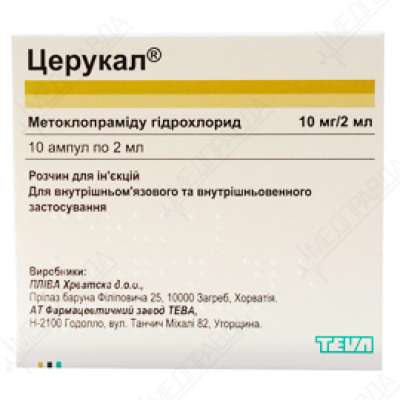 Церукал®
Метоклопраміду гідрохлорид 10 мг/2 мл
10 ампул по 2 мл
Розчин для ін'єкцій
Для внутрішньом'язового та внутрішньовенного
застосування
Виробники:
ПЛІВА Хрватска д.о.о.,
Прілаз баруна Філіповича 25, 10000 Загреб, Хорватія.
АТ Фармацевтичний завод ТЕВА,
Н-2100 Годолло, вул. Танчич Міхалі 82, Угорщина.
TEVA